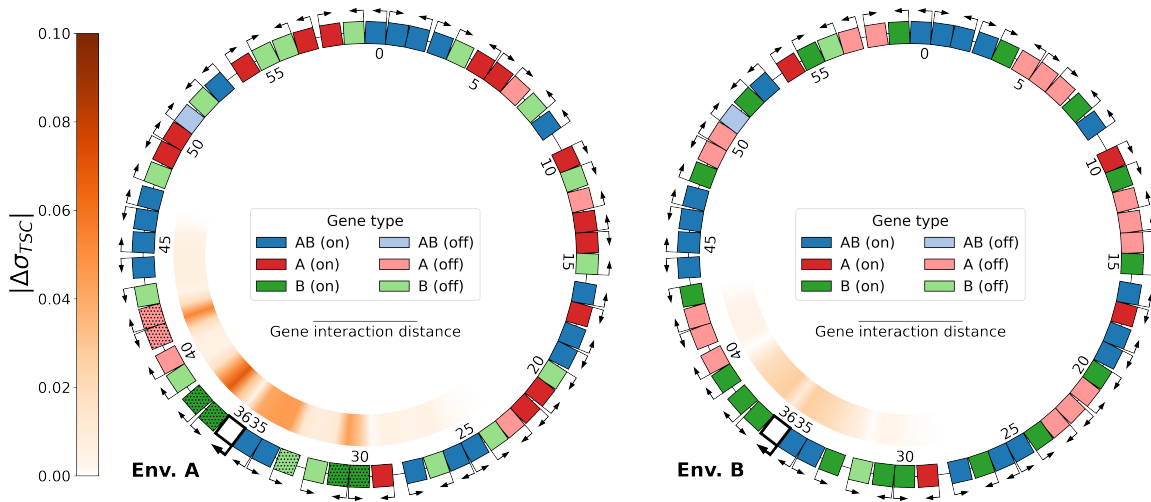 0.10
0.08
0.06
0.04
0.02
0.00
|Δσ_TSC|
0
5
10
15
20
25
30
35
36
40
45
50
55
Gene type
AB (on) AB (off)
A (on) A (off)
B (on) B (off)
Gene interaction distance
Env. A
0
5
10
15
20
25
30
35
36
40
45
50
55
Gene type
AB (on) AB (off)
A (on) A (off)
B (on) B (off)
Gene interaction distance
Env. B